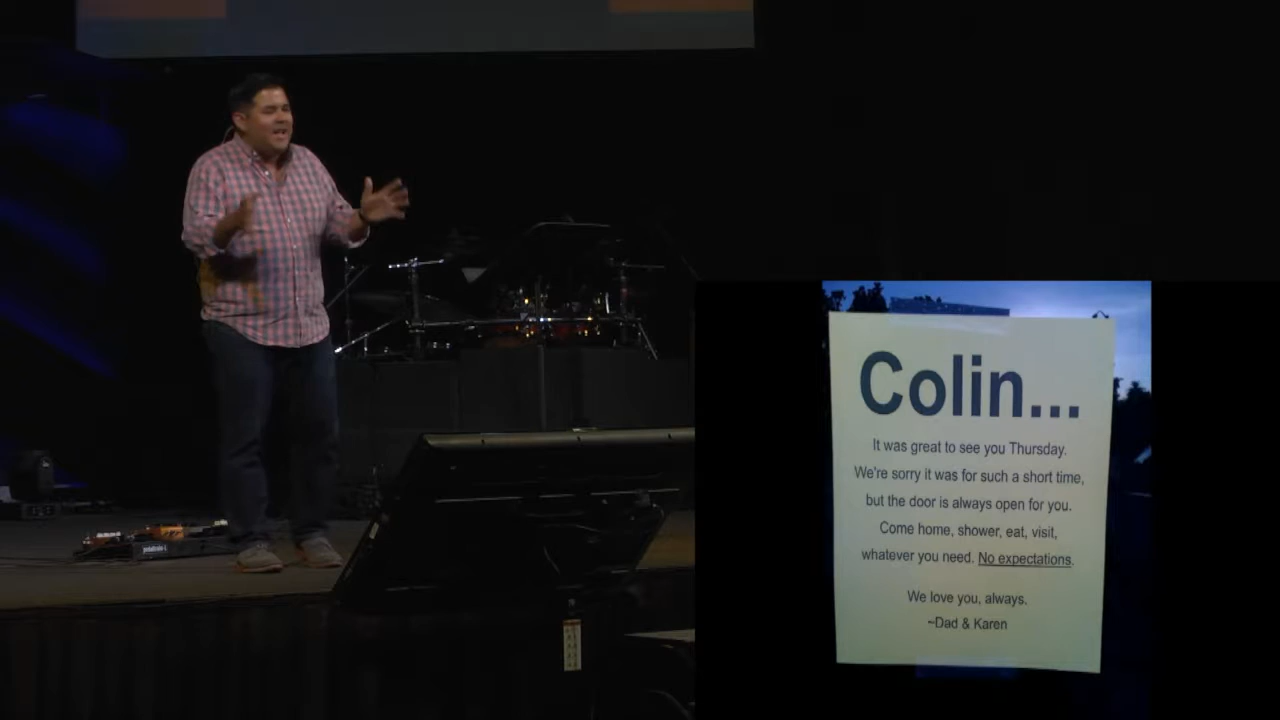 Colin...
It was great to see you Thursday.
We're sorry it was for such a short time,
but the door is always open for you.
Come home, shower, eat, visit,
whatever you need. No expectations.
We love you, always.
~Dad & Karen